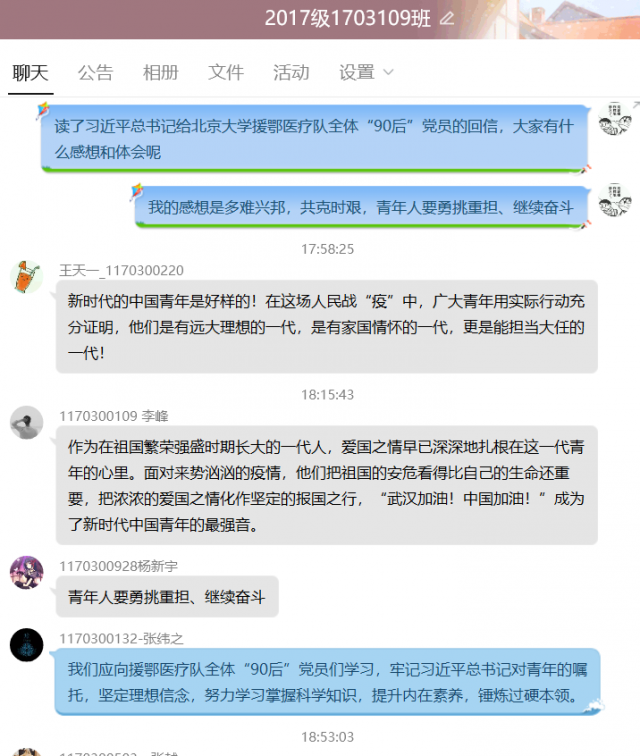 2017级1703109班
聊天 公告 相册 文件 活动 设置
读了习近平总书记给北京大学援鄂医疗队全体“90后”党员的回信，大家有什
么感想和体会呢
我的感想是多难兴邦，共克时艰，青年人要勇挑重担、继续奋斗
17:58:25
王天一_1170300220
新时代的中国青年是好样的！在这场人民战“疫”中，广大青年用实际行动充
分证明，他们是有远大理想的一代，是有家国情怀的一代，更是能担当大任的
一代！
18:15:43
1170300109 李峰
作为在祖国繁荣强盛时期长大的一代人，爱国之情早已深深地扎根在这一代青
年的心里。面对来势汹汹的疫情，他们把祖国的安危看得比自己的生命还重
要，把浓浓的爱国之情化作坚定的报国之行，“武汉加油！中国加油！”成为
了新时代中国青年的最强音。
1170300928杨新宇
青年人要勇挑重担、继续奋斗
1170300132-张纬之
我们应向援鄂医疗队全体“90后”党员们学习，牢记习近平总书记对青年的嘱
托，坚定理想信念，努力学习掌握科学知识，提升内在素养，锤炼过硬本领。
18:53:03